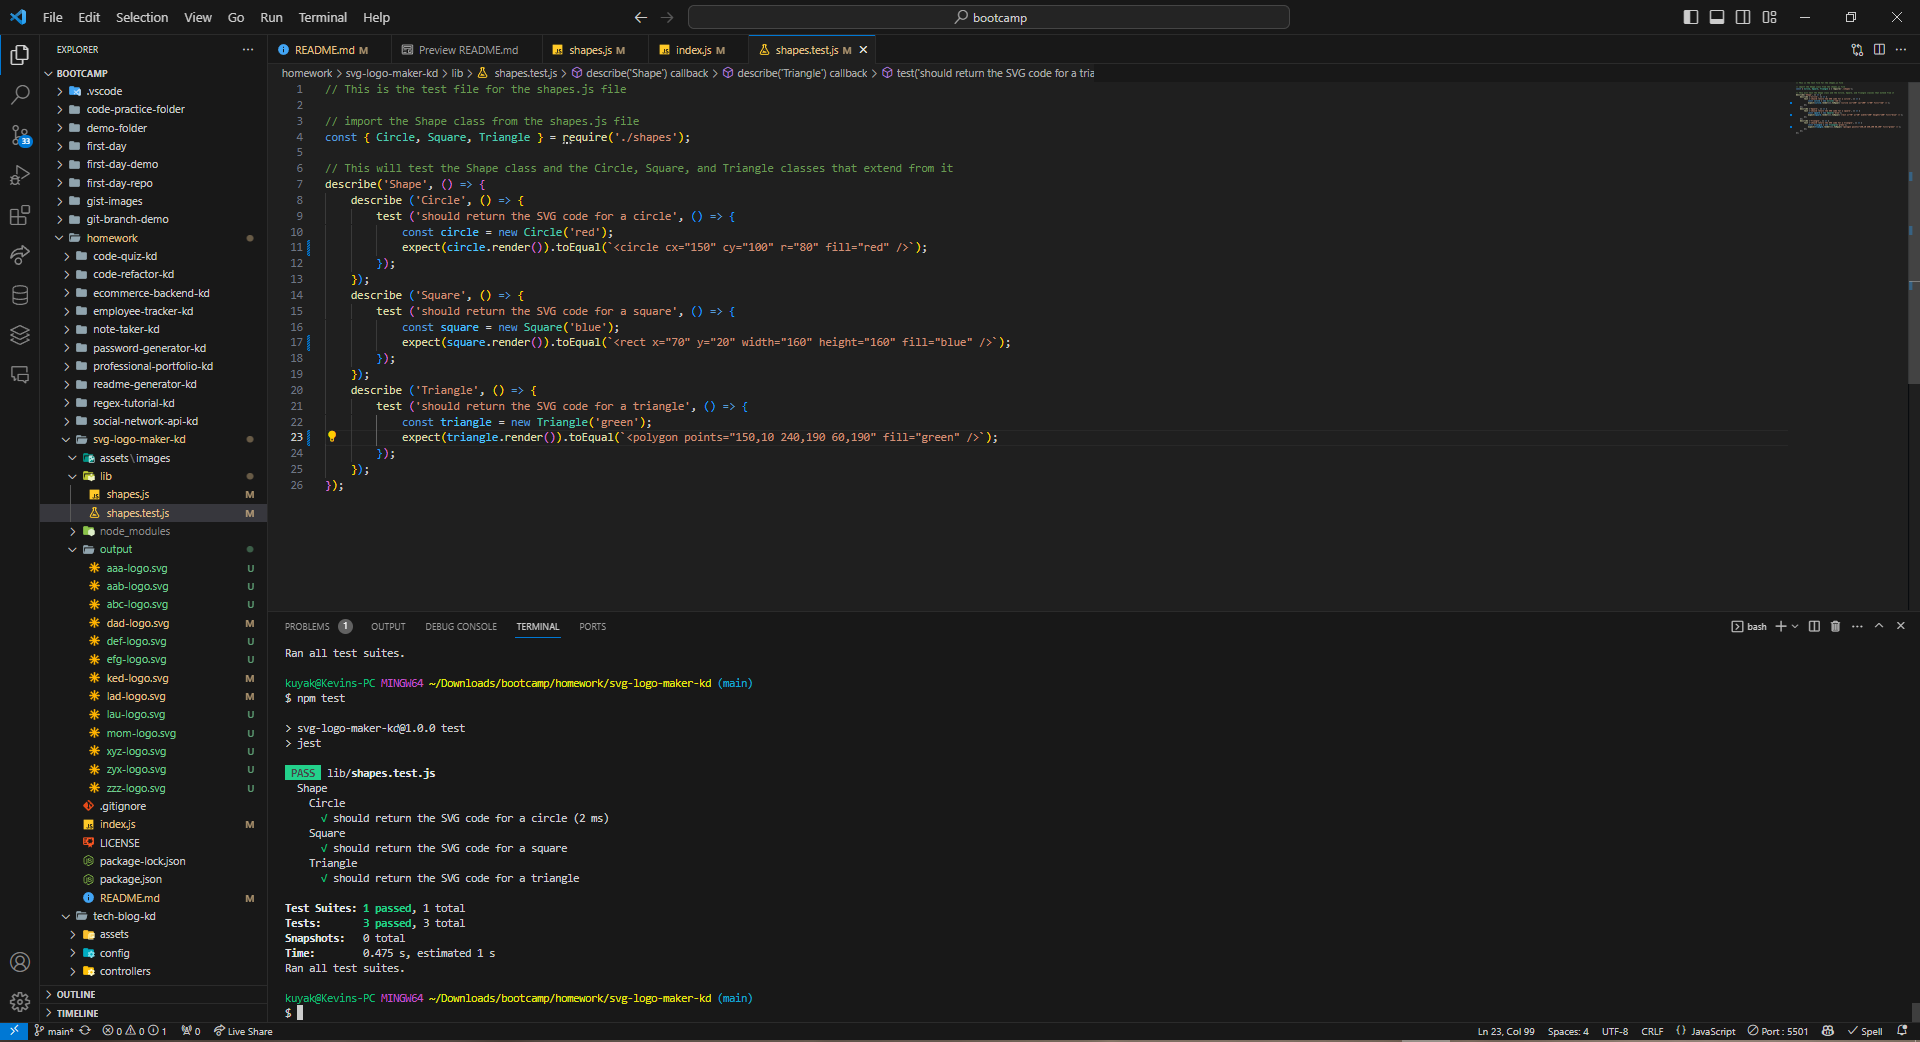 File Edit Selection View Go Run Terminal Help
bootcamp
EXPLORER
README.md M
Preview README.md
shapes.js M
index.js M
shapes.test.js M
homework > svg-logo-maker-kd > lib > shapes.test.js > describe('Shape') callback > describe('Triangle') callback > test('should return the SVG code for a tria
BOOTCAMP
.vscode
code-practice-folder
demo-folder
first-day
first-day-demo
first-day-repo
gist-images
git-branch-demo
homework
code-quiz-kd
code-refactor-kd
ecommerce-backend-kd
employee-tracker-kd
note-taker-kd
password-generator-kd
professional-portfolio-kd
readme-generator-kd
regex-tutorial-kd
social-network-api-kd
svg-logo-maker-kd
assets\images
lib
shapes.js M
shapes.test.js M
node_modules
output
aaa-logo.svg U
aab-logo.svg U
abc-logo.svg U
dad-logo.svg M
def-logo.svg U
efg-logo.svg U
ked-logo.svg M
lad-logo.svg M
lau-logo.svg U
mom-logo.svg U
xyz-logo.svg U
zyx-logo.svg U
zzz-logo.svg U
.gitignore
index.js M
LICENSE
package-lock.json
package.json
README.md M
tech-blog-kd
assets
config
controllers
OUTLINE
TIMELINE
33
1 // This is the test file for the shapes.js file
2
3 // import the Shape class from the shapes.js file
4 const { Circle, Square, Triangle } = require('./shapes');
5
6 // This will test the Shape class and the Circle, Square, and Triangle classes that extend from it
7 describe('Shape', () => {
8 describe ('Circle', () => {
9 test ('should return the SVG code for a circle', () => {
10 const circle = new Circle('red');
11 expect(circle.render()).toEqual(`<circle cx="150" cy="100" r="80" fill="red" />`);
12 });
13 });
14 describe ('Square', () => {
15 test ('should return the SVG code for a square', () => {
16 const square = new Square('blue');
17 expect(square.render()).toEqual(`<rect x="70" y="20" width="160" height="160" fill="blue" />`);
18 });
19 });
20 describe ('Triangle', () => {
21 test ('should return the SVG code for a triangle', () => {
22 const triangle = new Triangle('green');
23 expect(triangle.render()).toEqual(`<polygon points="150,10 240,190 60,190" fill="green" />`);
24 });
25 });
26 });
PROBLEMS 1 OUTPUT DEBUG CONSOLE TERMINAL PORTS
bash
Ran all test suites.
kuyak@Kevins-PC MINGW64 ~/Downloads/bootcamp/homework/svg-logo-maker-kd (main)
$ npm test
> svg-logo-maker-kd@1.0.0 test
> jest
PASS lib/shapes.test.js
Shape
Circle
√ should return the SVG code for a circle (2 ms)
Square
√ should return the SVG code for a square
Triangle
√ should return the SVG code for a triangle
Test Suites: 1 passed, 1 total
Tests: 3 passed, 3 total
Snapshots: 0 total
Time: 0.475 s, estimated 1 s
Ran all test suites.
kuyak@Kevins-PC MINGW64 ~/Downloads/bootcamp/homework/svg-logo-maker-kd (main)
$
main* 0 0 1 0 Live Share
Ln 23, Col 99 Spaces: 4 UTF-8 CRLF {} JavaScript Port : 5501 Spell